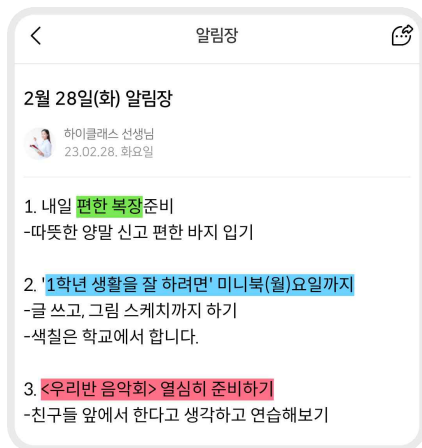 알림장
2월 28일(화) 알림장
하이클래스 선생님
23.02.28. 화요일
1. 내일 편한 복장준비
-따뜻한 양말 신고 편한 바지 입기
2. '1학년 생활을 잘 하려면' 미니북(월)요일까지
-글 쓰고, 그림 스케치까지 하기
-색칠은 학교에서 합니다.
3. <우리반 음악회> 열심히 준비하기
-친구들 앞에서 한다고 생각하고 연습해보기